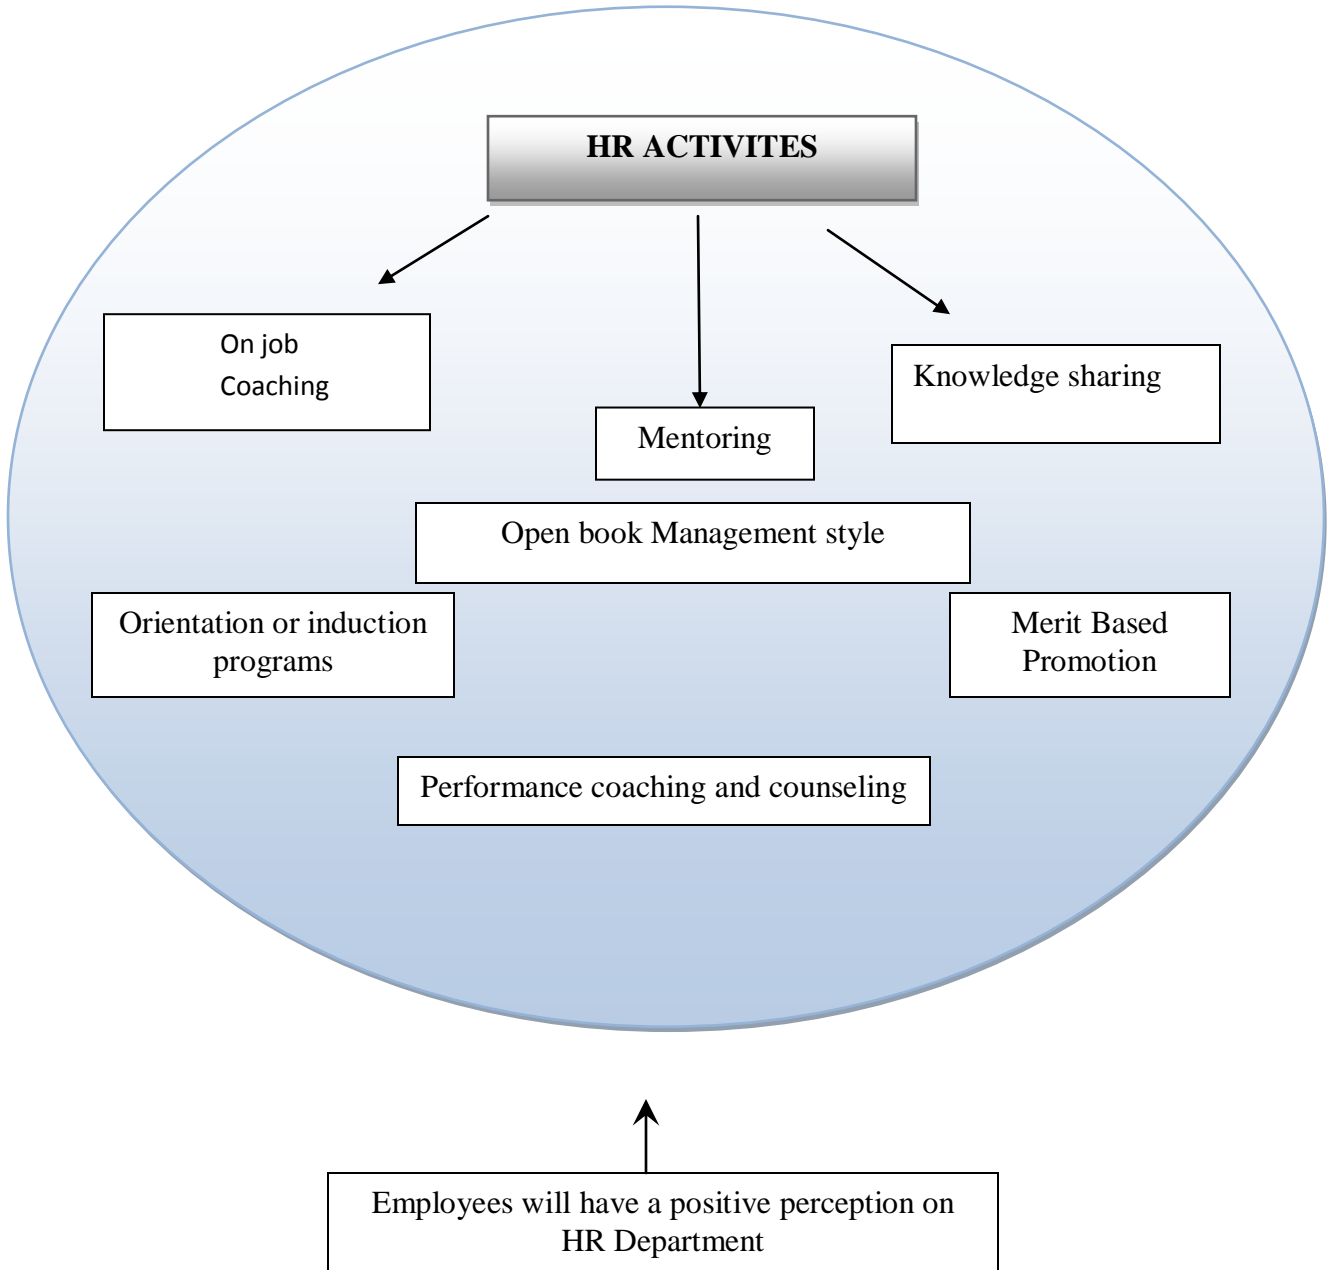 HR ACTIVITES
On job
Coaching
Knowledge sharing
Mentoring
Open book Management style
Orientation or induction
programs
Merit Based
Promotion
Performance coaching and counseling
Employees will have a positive perception on
HR Department